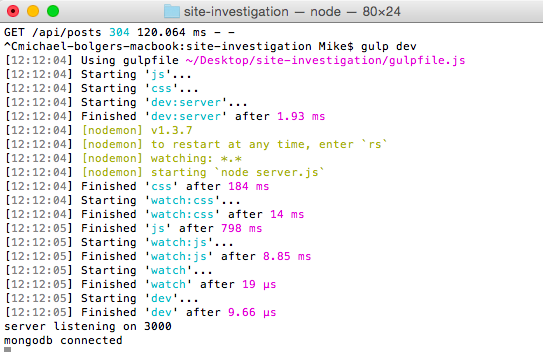 site-investigation — node — 80×24
GET /api/posts 304 120.064 ms - -
^Cmichael-bolgers-macbook:site-investigation Mike$ gulp dev
[12:12:04] Using gulpfile ~/Desktop/site-investigation/gulpfile.js
[12:12:04] Starting 'js'...
[12:12:04] Starting 'css'...
[12:12:04] Starting 'dev:server'...
[12:12:04] Finished 'dev:server' after 1.93 ms
[12:12:04] [nodemon] v1.3.7
[12:12:04] [nodemon] to restart at any time, enter `rs`
[12:12:04] [nodemon] watching: *.*
[12:12:04] [nodemon] starting `node server.js`
[12:12:04] Finished 'css' after 184 ms
[12:12:04] Starting 'watch:css'...
[12:12:04] Finished 'watch:css' after 14 ms
[12:12:05] Finished 'js' after 798 ms
[12:12:05] Starting 'watch:js'...
[12:12:05] Finished 'watch:js' after 8.85 ms
[12:12:05] Starting 'watch'...
[12:12:05] Finished 'watch' after 19 μs
[12:12:05] Starting 'dev'...
[12:12:05] Finished 'dev' after 9.66 μs
server listening on 3000
mongodb connected